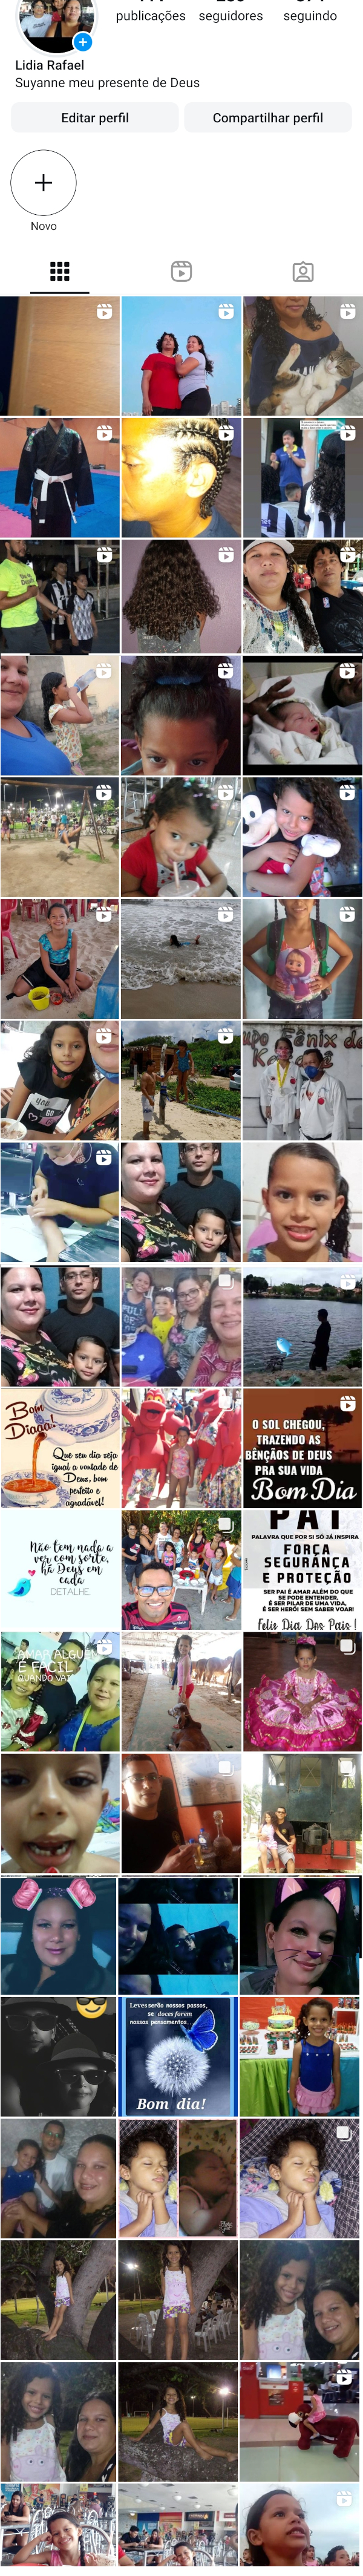 publicações seguidores seguindo
Lidia Rafael
Suyanne meu presente de Deus
Editar perfil Compartilhar perfil
Novo
upo Fênix d
Bom
Diaaa!
Que seu dia seja
igual a vontade de
Deus, bom
perfeito e
agradável!
O SOL CHEGOU,
TRAZENDO AS
BÊNÇÃOS DE DEUS
PRA SUA VIDA
Bom Dia
Não tem nada a
ver com sorte,
há Deus em
cada
DETALHE.
PAI
PALAVRA QUE POR SI SÓ JÁ INSPIRA
FORÇA
SEGURANÇA
E PROTEÇÃO
SER PAI É AMAR ALÉM DO QUE
SE PODE ENTENDER,
É SER PILAR DE UMA VIDA,
É SER HERÓI SEM SABER VOAR!
Feliz Dia Dos Pais !
AMAR ALGUÉM
É FÁCIL
QUANDO
Leves serão nossos passos,
se doces forem
nossos pensamentos...
Bom dia!